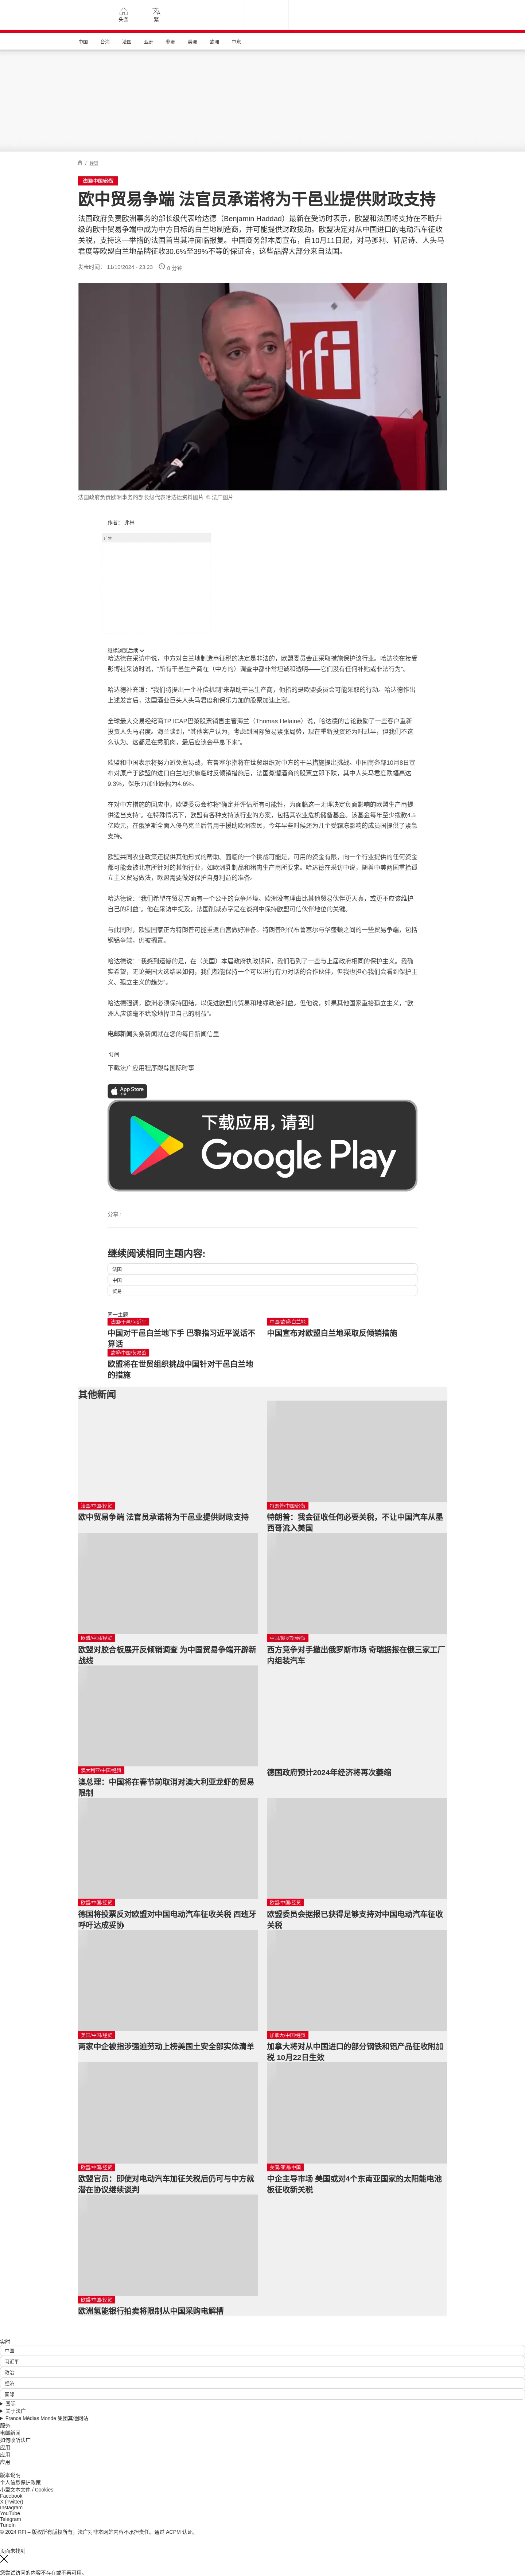 头条
繁
中国
台海
法国
亚洲
非洲
美洲
欧洲
中东
/ 经贸
法国/中国/经贸
欧中贸易争端 法官员承诺将为干邑业提供财政支持
法国政府负责欧洲事务的部长级代表哈达德（Benjamin Haddad）最新在受访时表示，欧盟和法国将支持在不断升
级的欧中贸易争端中成为中方目标的白兰地制造商，并可能提供财政援助。欧盟决定对从中国进口的电动汽车征收
关税，支持这一举措的法国首当其冲面临报复。中国商务部本周宣布，自10月11日起，对马爹利、轩尼诗、人头马
君度等欧盟白兰地品牌征收30.6%至39%不等的保证金，这些品牌大部分来自法国。
发表时间： 11/10/2024 - 23:23
6 分钟
rfi
法国政府负责欧洲事务的部长级代表哈达德资料图片 © 法广图片
作者： 弗林
广告
继续浏览后续
哈达德在采访中说，中方对白兰地制造商征税的决定是非法的，欧盟委员会正采取措施保护该行业。哈达德在接受
彭博社采访时说，“所有干邑生产商在（中方的）调查中都非常坦诚和透明——它们没有任何补贴或非法行为”。
哈达德补充道：“我们将提出一个补偿机制”来帮助干邑生产商，他指的是欧盟委员会可能采取的行动。哈达德作出
上述发言后，法国酒业巨头人头马君度和保乐力加的股票加速上涨。
全球最大交易经纪商TP ICAP巴黎股票销售主管海兰（Thomas Helaine）说，哈达德的言论鼓励了一些客户重新
投资人头马君度。海兰谈到，“其他客户认为，考虑到国际贸易紧张局势，现在重新投资还为时过早，但我们不这
么认为。这都是在秀肌肉，最后应该会平息下来”。
欧盟和中国表示将努力避免贸易战，布鲁塞尔指将在世贸组织对中方的干邑措施提出挑战。中国商务部10月8日宣
布对原产于欧盟的进口白兰地实施临时反倾销措施后，法国蒸馏酒商的股票立即下跌，其中人头马君度跌幅高达
9.3%，保乐力加业跌幅为4.6%。
在对中方措施的回应中，欧盟委员会称将“确定并评估所有可能性，为面临这一无理决定负面影响的欧盟生产商提
供适当支持”。在特殊情况下，欧盟有各种支持该行业的方案，包括其农业危机储备基金。该基金每年至少拨款4.5
亿欧元，在俄罗斯全面入侵乌克兰后曾用于援助欧洲农民，今年早些时候还为几个受霜冻影响的成员国提供了紧急
支持。
欧盟共同农业政策还提供其他形式的帮助。面临的一个挑战可能是，可用的资金有限，向一个行业提供的任何资金
都可能会被北京所针对的其他行业，如欧洲乳制品和猪肉生产商所要求。哈达德在采访中说，随着中美两国重拾孤
立主义贸易做法，欧盟需要做好保护自身利益的准备。
哈达德说：“我们希望在贸易方面有一个公平的竞争环境。欧洲没有理由比其他贸易伙伴更天真，或更不应该维护
自己的利益”。他在采访中提及，法国削减赤字是在谈判中保持欧盟可信伙伴地位的关键。
与此同时，欧盟国家正为特朗普可能重返白宫做好准备。特朗普时代布鲁塞尔与华盛顿之间的一些贸易争端，包括
钢铝争端，仍被搁置。
哈达德说：“我感到遗憾的是，在（美国）本届政府执政期间，我们看到了一些与上届政府相同的保护主义。我确
实希望，无论美国大选结果如何，我们都能保持一个可以进行有力对话的合作伙伴，但我也担心我们会看到保护主
义、孤立主义的趋势”。
哈达德强调，欧洲必须保持团结，以促进欧盟的贸易和地缘政治利益。但他说，如果其他国家重拾孤立主义，“欧
洲人应该毫不犹豫地捍卫自己的利益”。
电邮新闻头条新闻就在您的每日新闻信里
订阅
下载法广应用程序跟踪国际时事
App Store
下载应用，请到
Google Play
分享 :
继续阅读相同主题内容:
法国
中国
贸易
同一主题
法国/干邑/习近平
中国对干邑白兰地下手 巴黎指习近平说话不
算话
中国/欧盟/白兰地
中国宣布对欧盟白兰地采取反倾销措施
欧盟/中国/贸易战
欧盟将在世贸组织挑战中国针对干邑白兰地
的措施
其他新闻
法国/中国/经贸
欧中贸易争端 法官员承诺将为干邑业提供财政支持
特朗普/中国/经贸
特朗普：我会征收任何必要关税，不让中国汽车从墨
西哥流入美国
欧盟/中国/经贸
欧盟对胶合板展开反倾销调查 为中国贸易争端开辟新
战线
中国/俄罗斯/经贸
西方竞争对手撤出俄罗斯市场 奇瑞据报在俄三家工厂
内组装汽车
澳大利亚/中国/经贸
澳总理：中国将在春节前取消对澳大利亚龙虾的贸易
限制
德国政府预计2024年经济将再次萎缩
欧盟/中国/经贸
德国将投票反对欧盟对中国电动汽车征收关税 西班牙
呼吁达成妥协
欧盟/中国/经贸
欧盟委员会据报已获得足够支持对中国电动汽车征收
关税
美国/中国/经贸
两家中企被指涉强迫劳动上榜美国土安全部实体清单
加拿大/中国/经贸
加拿大将对从中国进口的部分钢铁和铝产品征收附加
税 10月22日生效
欧盟/中国/经贸
欧盟官员：即使对电动汽车加征关税后仍可与中方就
潜在协议继续谈判
美国/亚洲/中国
中企主导市场 美国或对4个东南亚国家的太阳能电池
板征收新关税
欧盟/中国/经贸
欧洲氢能银行拍卖将限制从中国采购电解槽
实时
中国
习近平
政治
经济
国际
国际
关于法广
France Médias Monde 集团其他网站
服务
电邮新闻
如何收听法广
应用
应用
应用
版本说明
个人信息保护政策
小型文本文件 / Cookies
Facebook
X (Twitter)
Instagram
YouTube
Telegram
TuneIn
© 2024 RFI – 版权所有版权所有。法广对非本网站内容不承担责任。通过 ACPM 认证。
页面未找到
您尝试访问的内容不存在或不再可用。